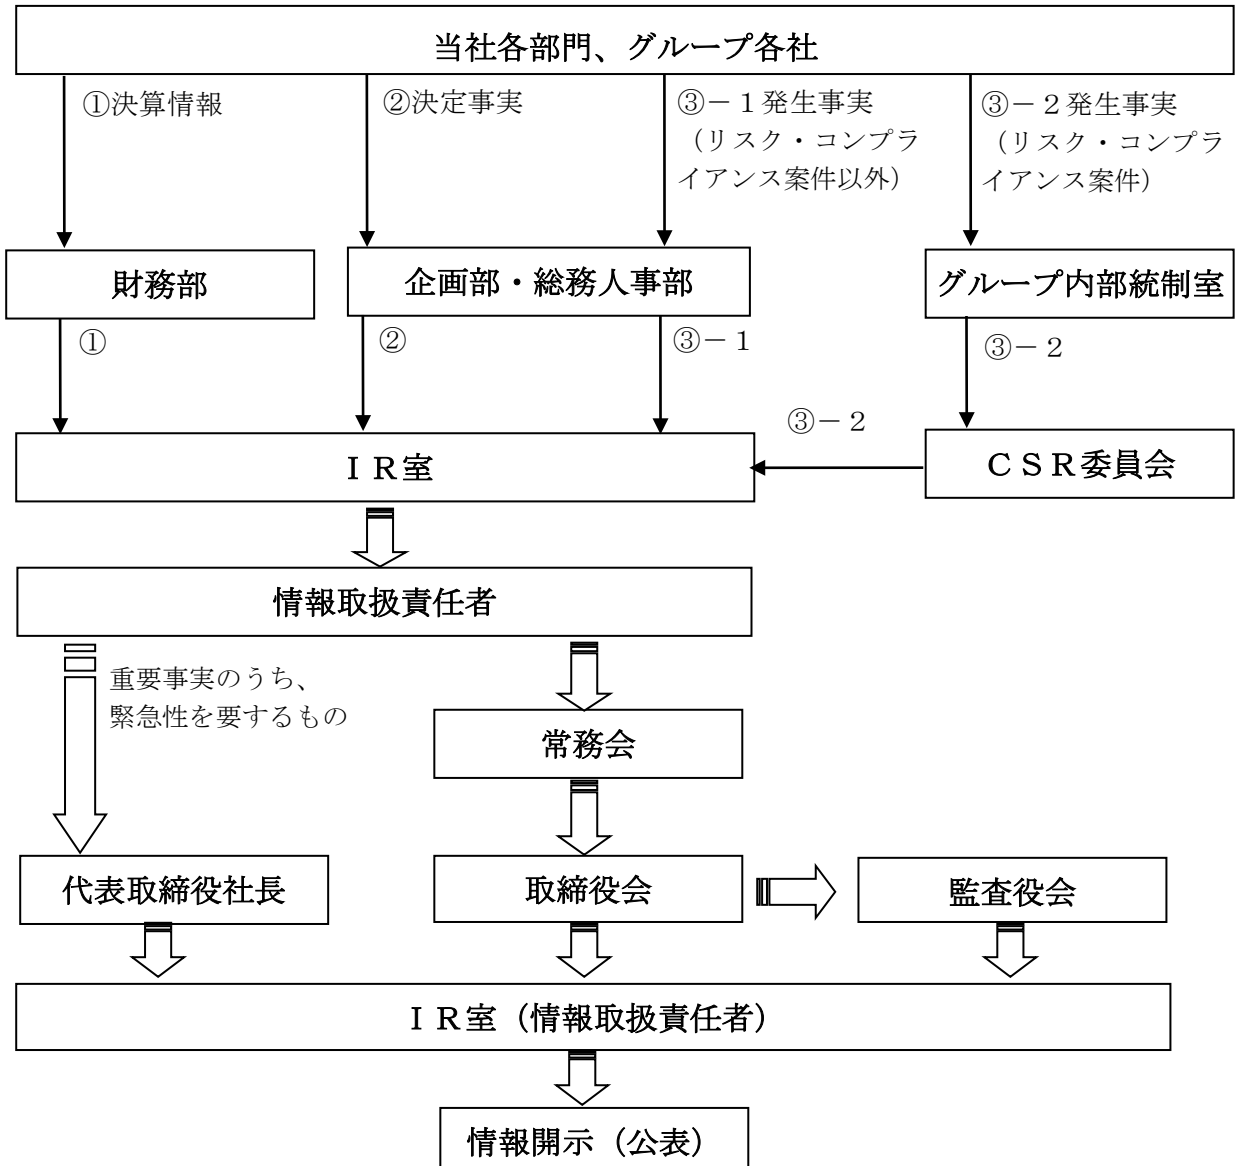 当社各部門、グループ各社
①決算情報
②決定事実
③－１発生事実
（リスク・コンプラ
イアンス案件以外）
③－２発生事実
（リスク・コンプラ
イアンス案件）
財務部
企画部・総務人事部
グループ内部統制室
①
②
③－１
③－２
③－２
ＩＲ室
ＣＳＲ委員会
情報取扱責任者
重要事実のうち、
緊急性を要するもの
常務会
代表取締役社長
取締役会
監査役会
ＩＲ室（情報取扱責任者）
情報開示（公表）